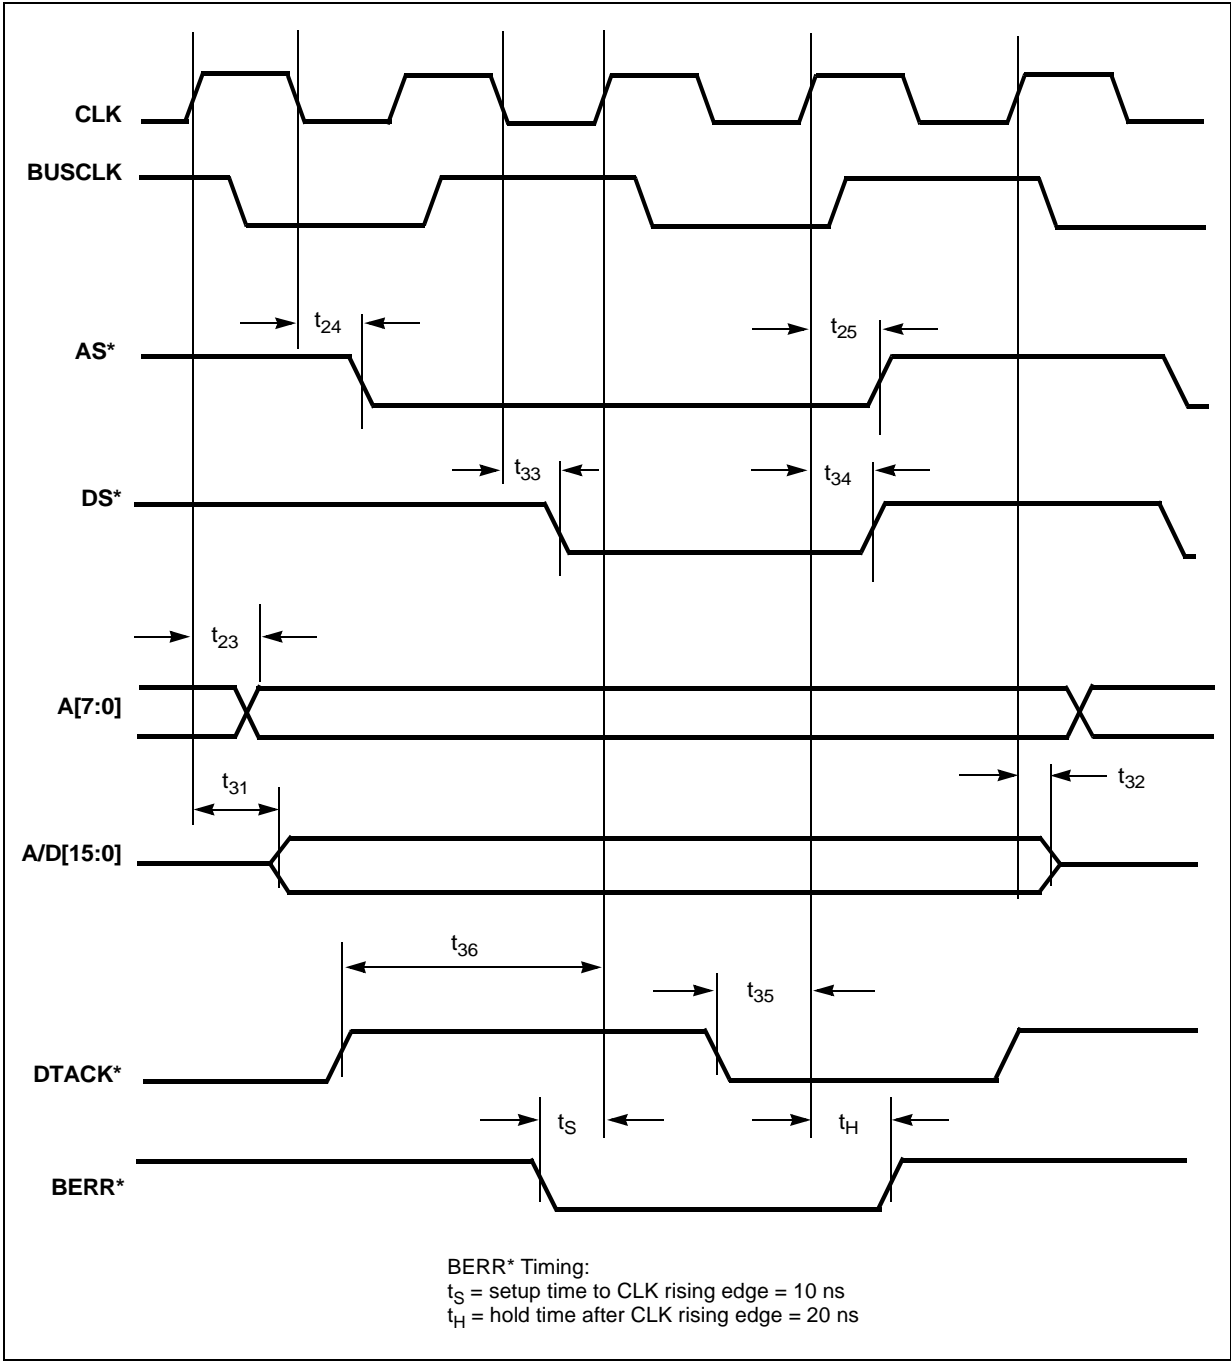 CLK
BUSCLK
t24
t25
AS*
t33
t34
DS*
t23
A[7:0]
t31
t32
A/D[15:0]
t36
t35
DTACK*
tS
tH
BERR*
BERR* Timing:
tS = setup time to CLK rising edge = 10 ns
tH = hold time after CLK rising edge = 20 ns